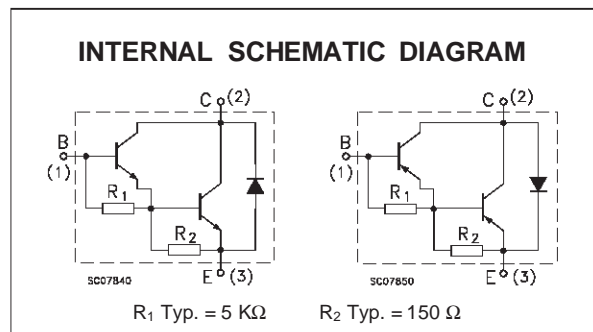 INTERNAL SCHEMATIC DIAGRAM
C (2)
B
(1)
R1
R2
E (3)
SC07840
C (2)
B
(1)
R1
R2
E (3)
SC07850
R1 Typ. = 5 KΩ R2 Typ. = 150 Ω